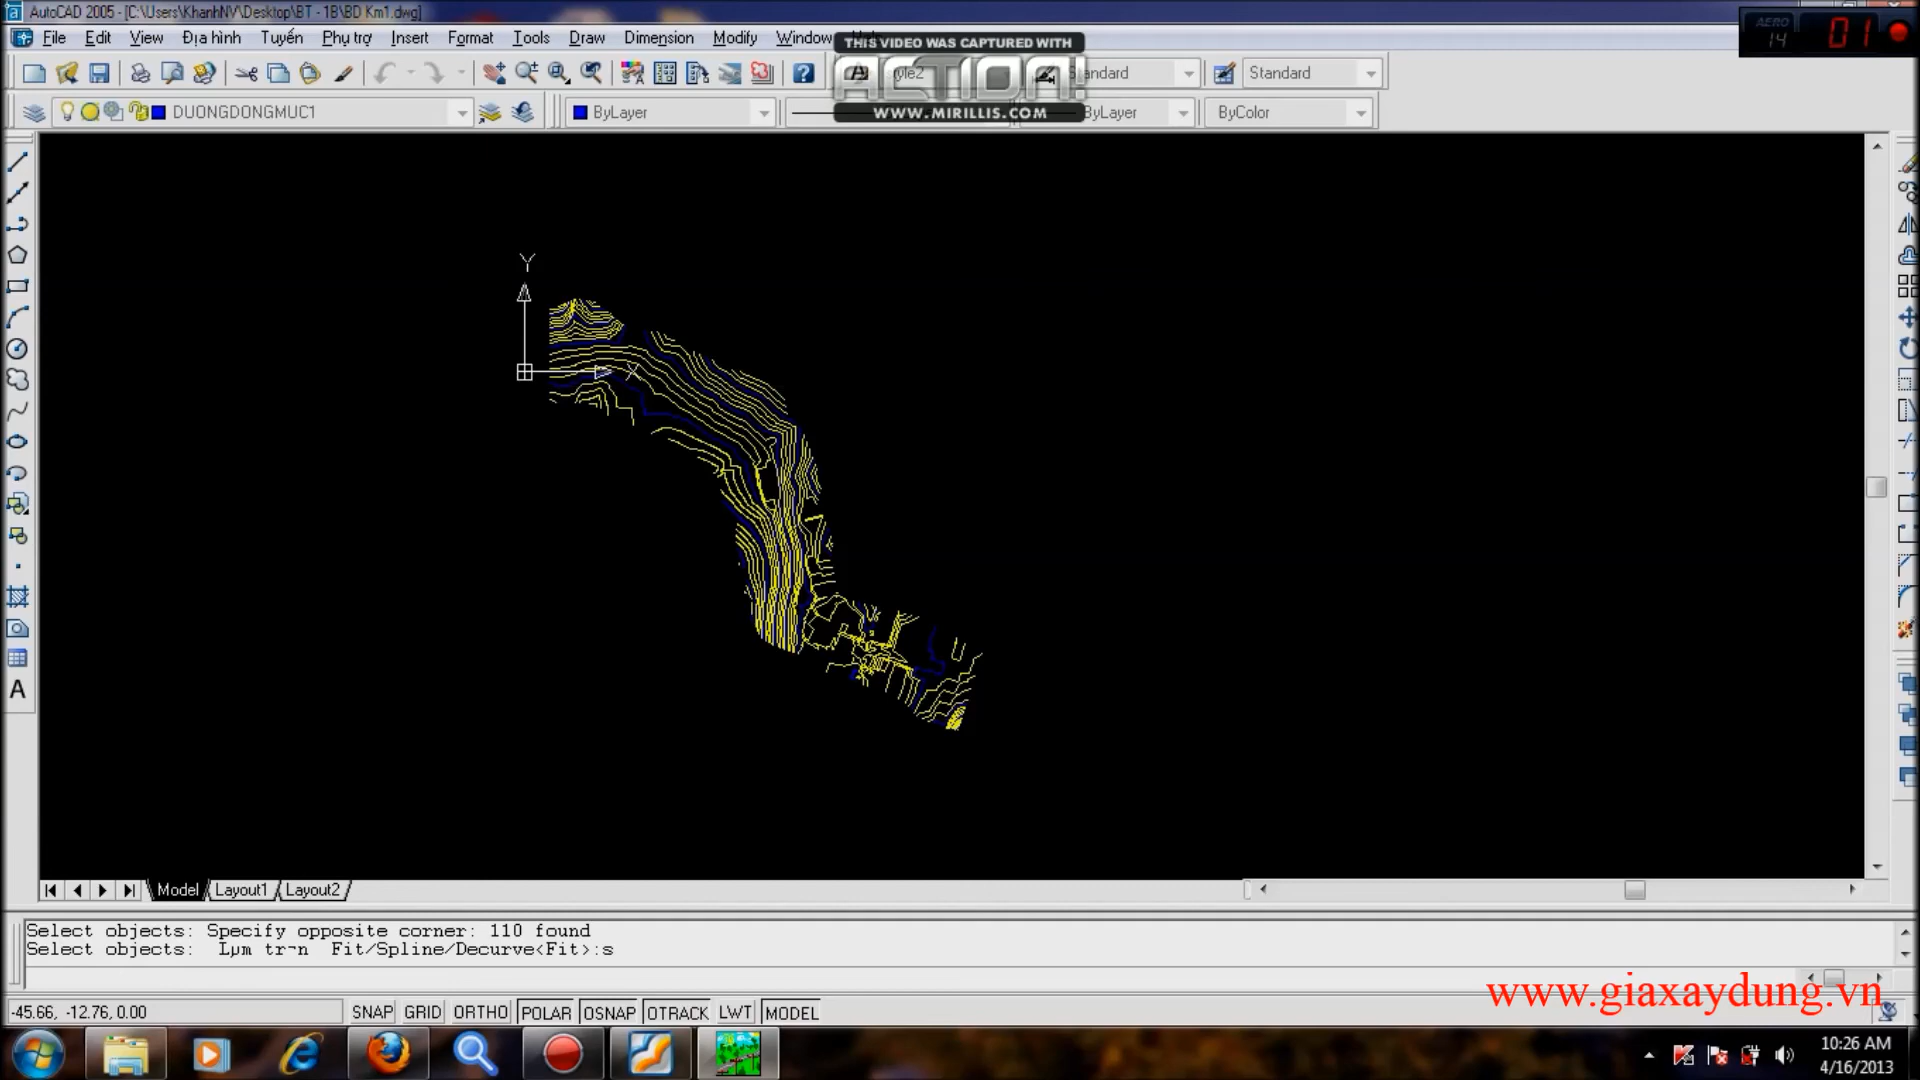 AutoCAD 2005 - [C:\Users\KhanhNV\Desktop\BT - 1B\BD Km1.dwg]
File Edit View Địa hình Tuyến Phụ trợ Insert Format Tools Draw Dimension Modify Window
AERO
14
01
THIS VIDEO WAS CAPTURED WITH
ACTION!
WWW.MIRILLIS.COM
Standard
DUONGDONGMUC1
ByLayer
ByLayer
ByColor
Y
X
A
Model Layout1 Layout2
Select objects: Specify opposite corner: 110 found
Select objects: Lµm tr¬n Fit/Spline/Decurve<Fit>:s
www.giaxaydung.vn
-45.66, -12.76, 0.00
SNAP GRID ORTHO POLAR OSNAP OTRACK LWT MODEL
10:26 AM
4/16/2013